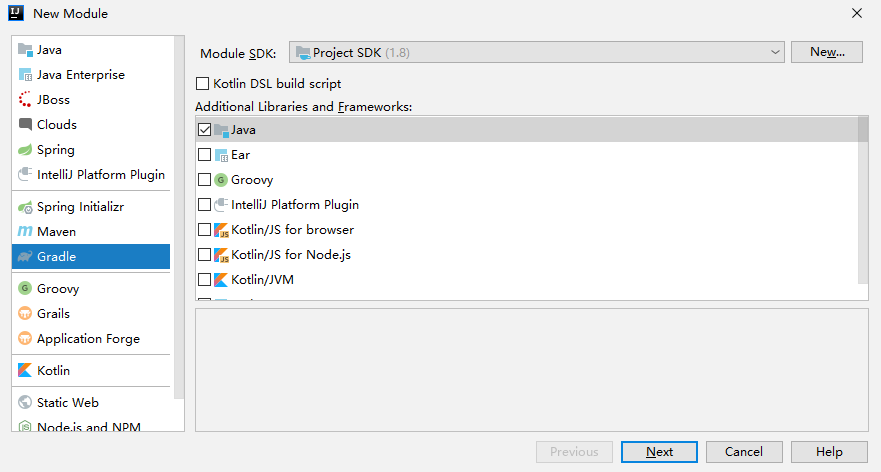 IJ
New Module
Java
Java Enterprise
JBoss
Clouds
Spring
IntelliJ Platform Plugin
Spring Initializr
Maven
Gradle
Groovy
Grails
Application Forge
Kotlin
Static Web
Node.js and NPM
Module SDK:
Project SDK (1.8)
New...
Kotlin DSL build script
Additional Libraries and Frameworks:
Java
Ear
Groovy
IntelliJ Platform Plugin
Kotlin/JS for browser
Kotlin/JS for Node.js
Kotlin/JVM
Previous
Next
Cancel
Help